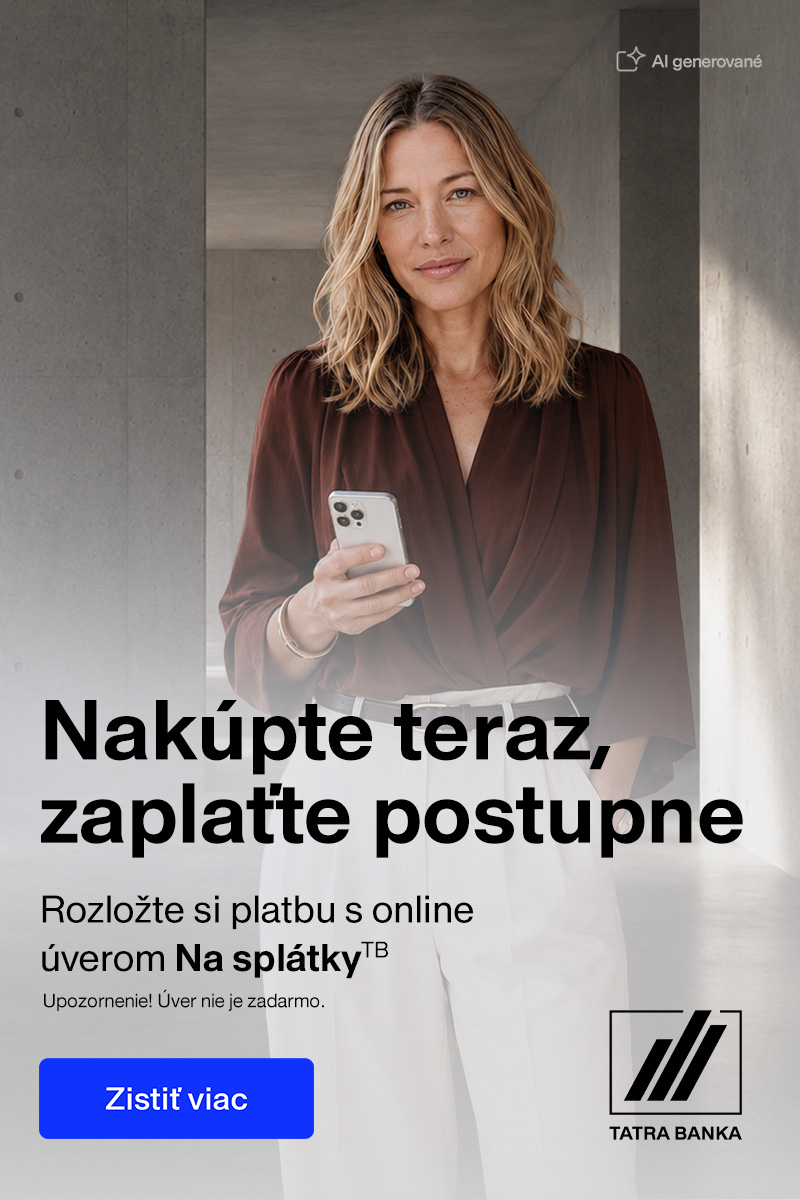 AI generované
Nakúpte teraz,
zaplaťte postupne
Rozložte si platbu s online
úverom Na splátkyTB
Upozornenie! Úver nie je zadarmo.
Zistiť viac
TATRA BANKA